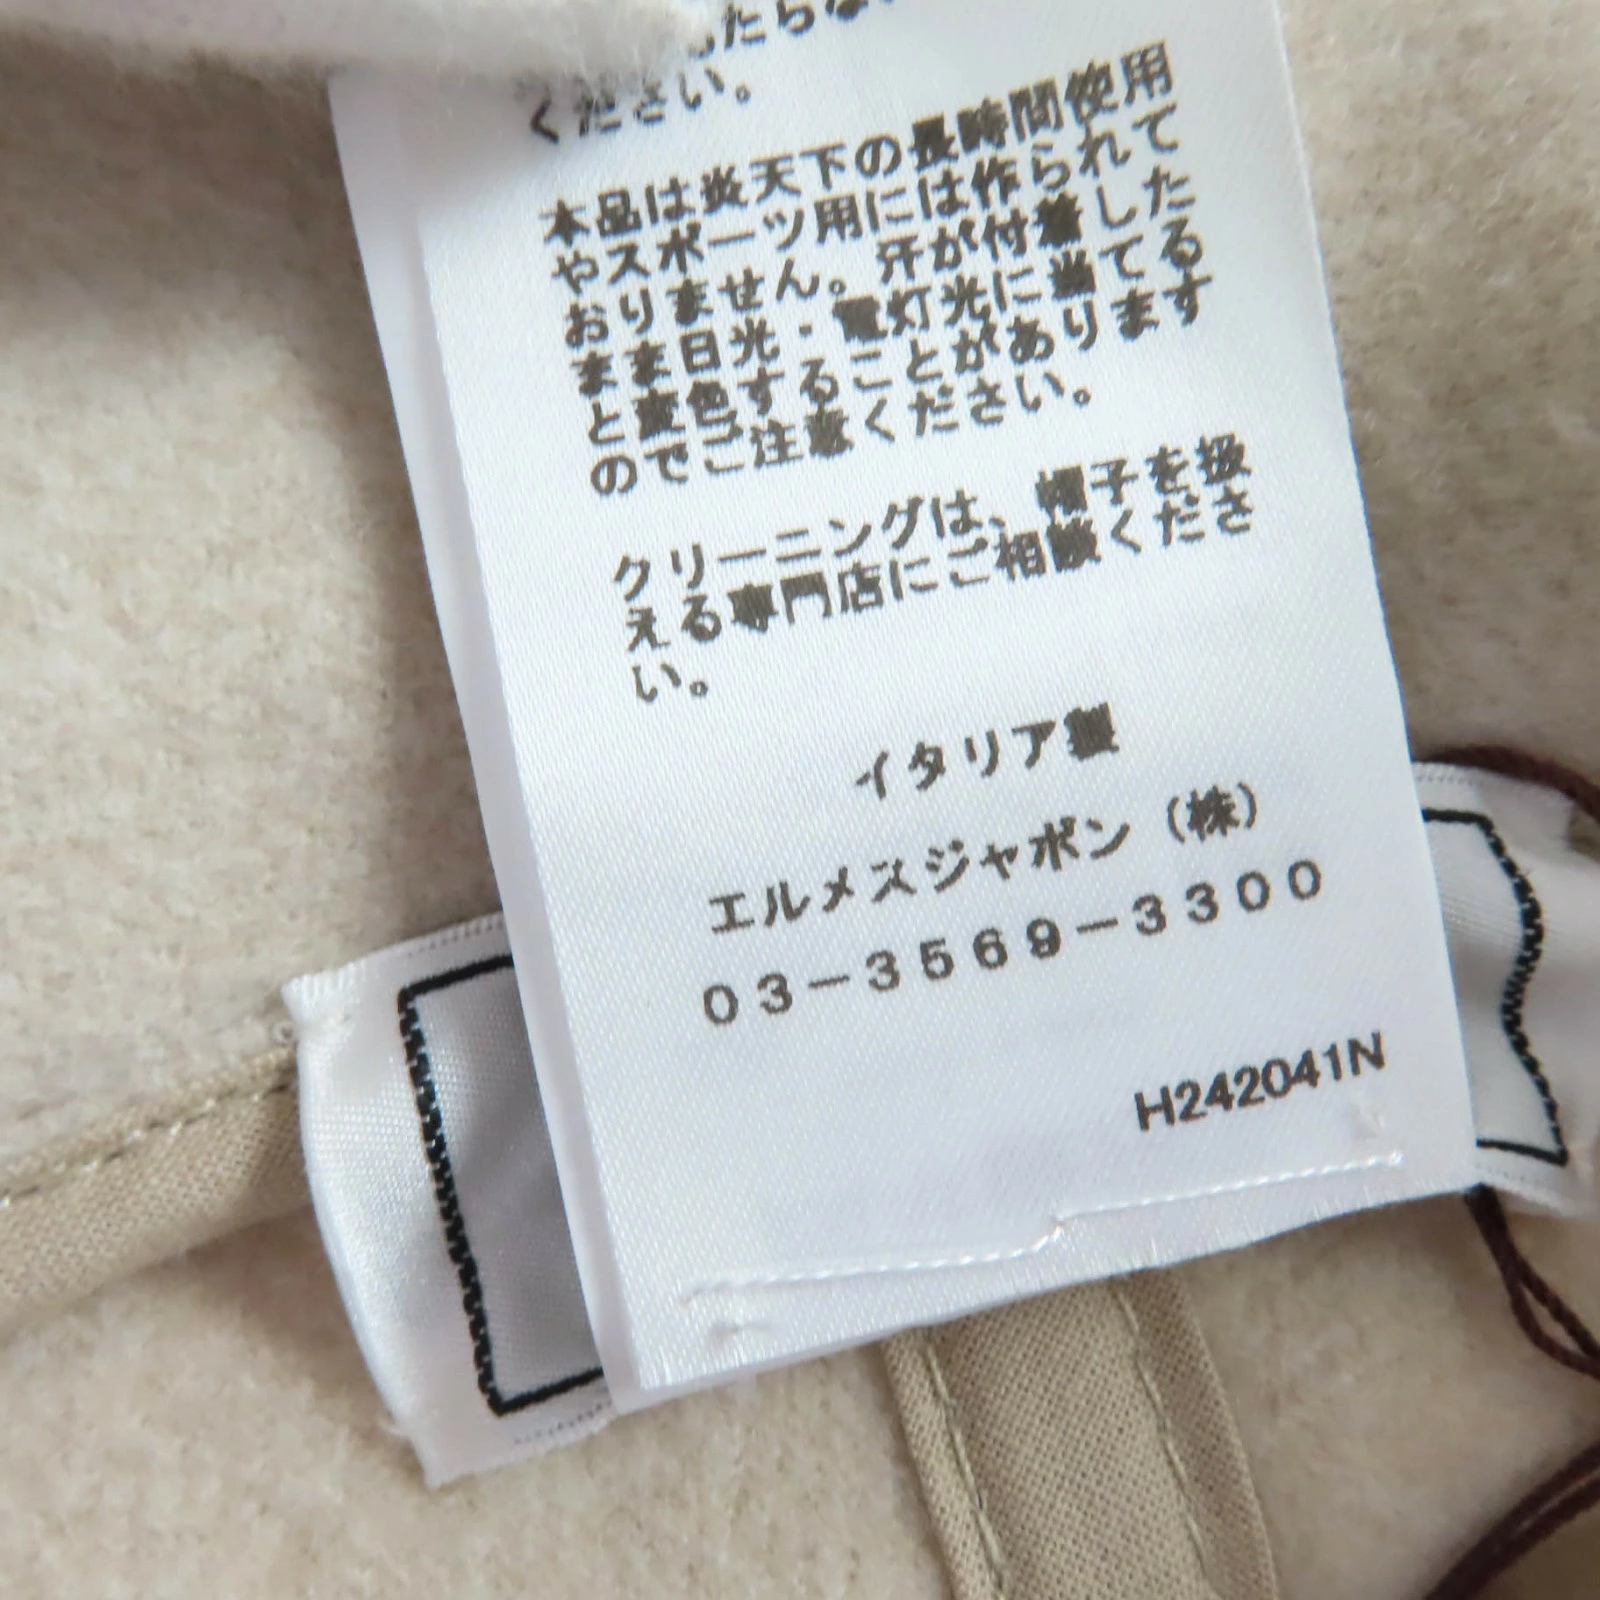 たらな
ください。
本品は炎天下の長時間使用
やスポーツ用には作られて
おりません。汗が付着した
まま日光・電灯光に当てる
と変色することがあります
のでご注意ください。
クリーニングは、帽子を扱
える専門店にご相談くださ
い。
イタリア製
エルメスジャポン(株)
03-3569-3300
H242041N